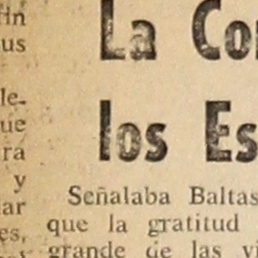 fin
us
le-
ue
ra
y
ar
es,
La Co
los Es
Señalaba Baltas
que la gratitud
grande de las vi